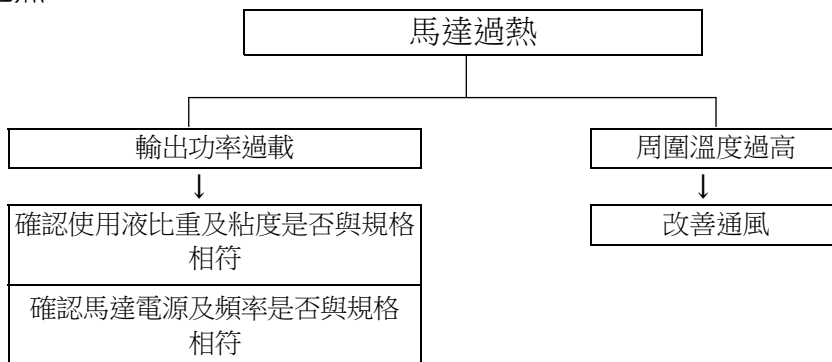 馬達過熱
輸出功率過載
周圍溫度過高
↓
↓
確認使用液比重及粘度是否與規格
相符
改善通風
確認馬達電源及頻率是否與規格
相符